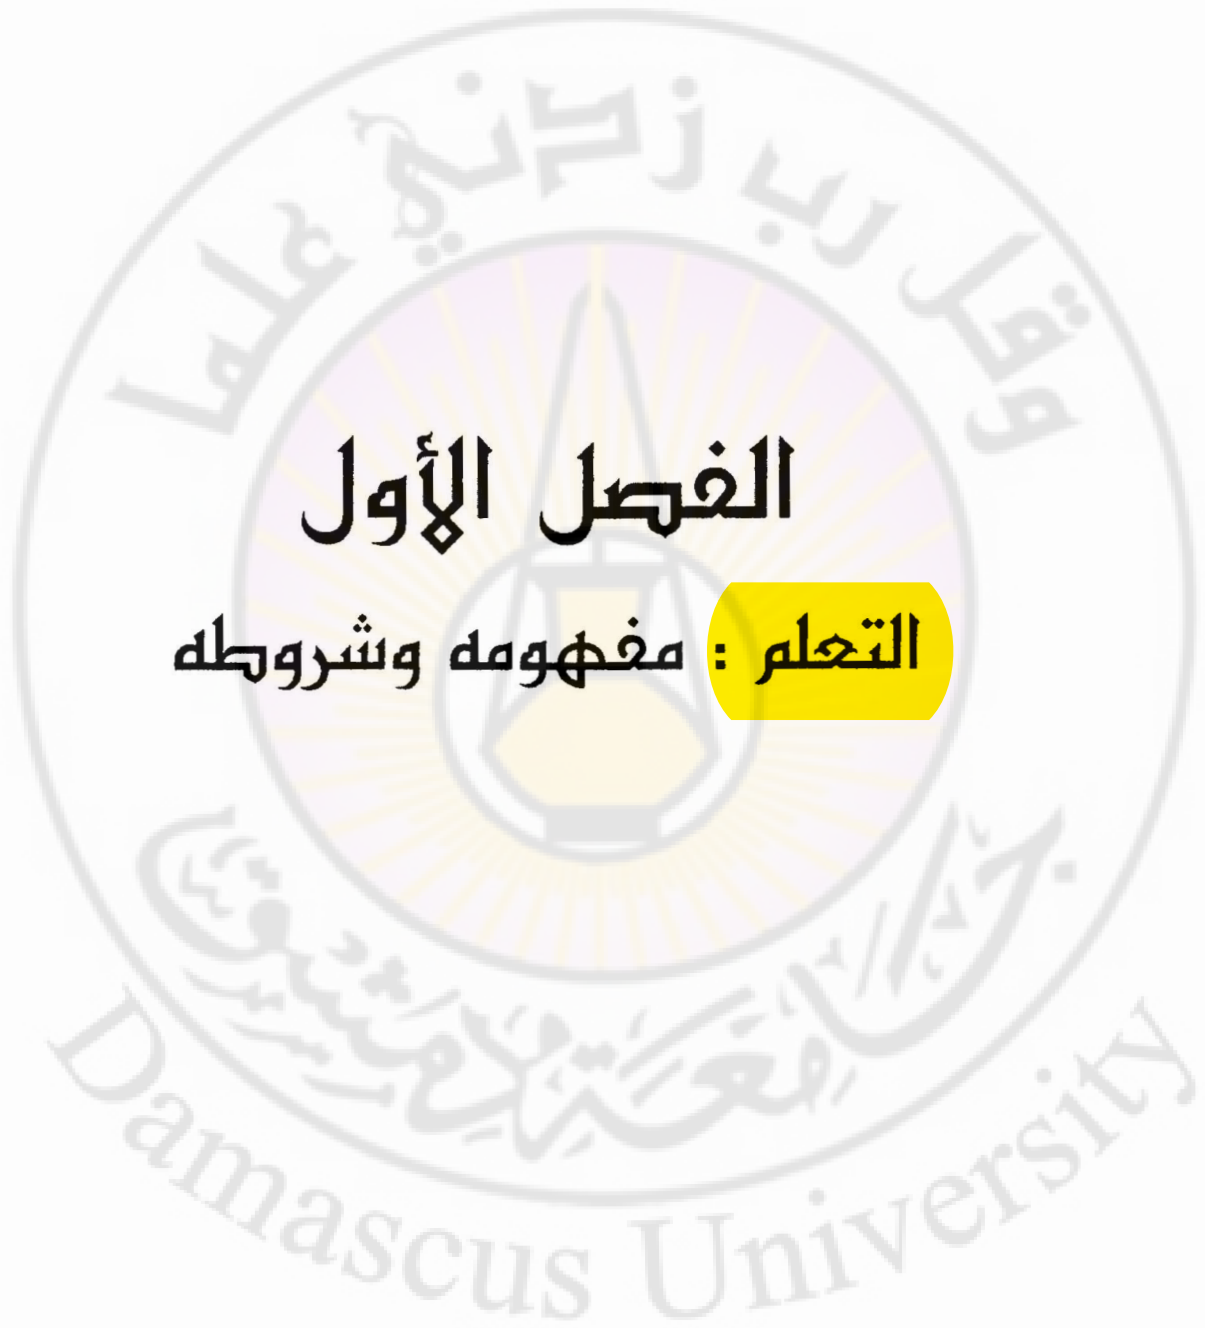 وقل رب زدني علما
الفصل الأول
التعلم : مفهومه وشروطه
جامعة دمشق
Damascus University